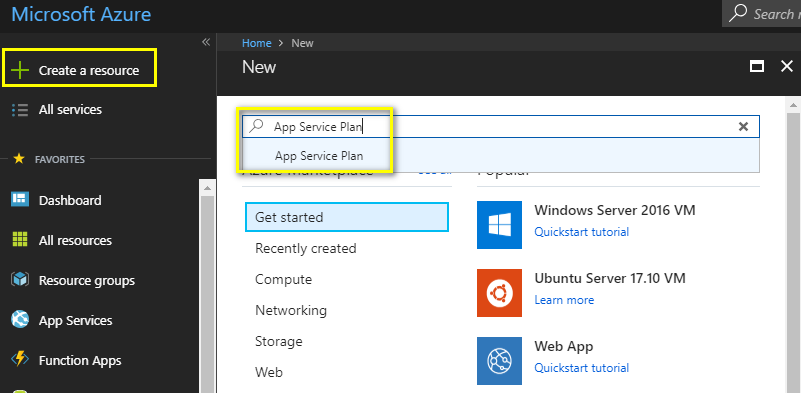 Microsoft Azure
Search
Create a resource
All services
FAVORITES
Dashboard
All resources
Resource groups
App Services
Function Apps
Home > New
New
App Service Plan
App Service Plan
Azure Marketplace
See all
Popular
Get started
Recently created
Compute
Networking
Storage
Web
Windows Server 2016 VM
Quickstart tutorial
Ubuntu Server 17.10 VM
Learn more
Web App
Quickstart tutorial